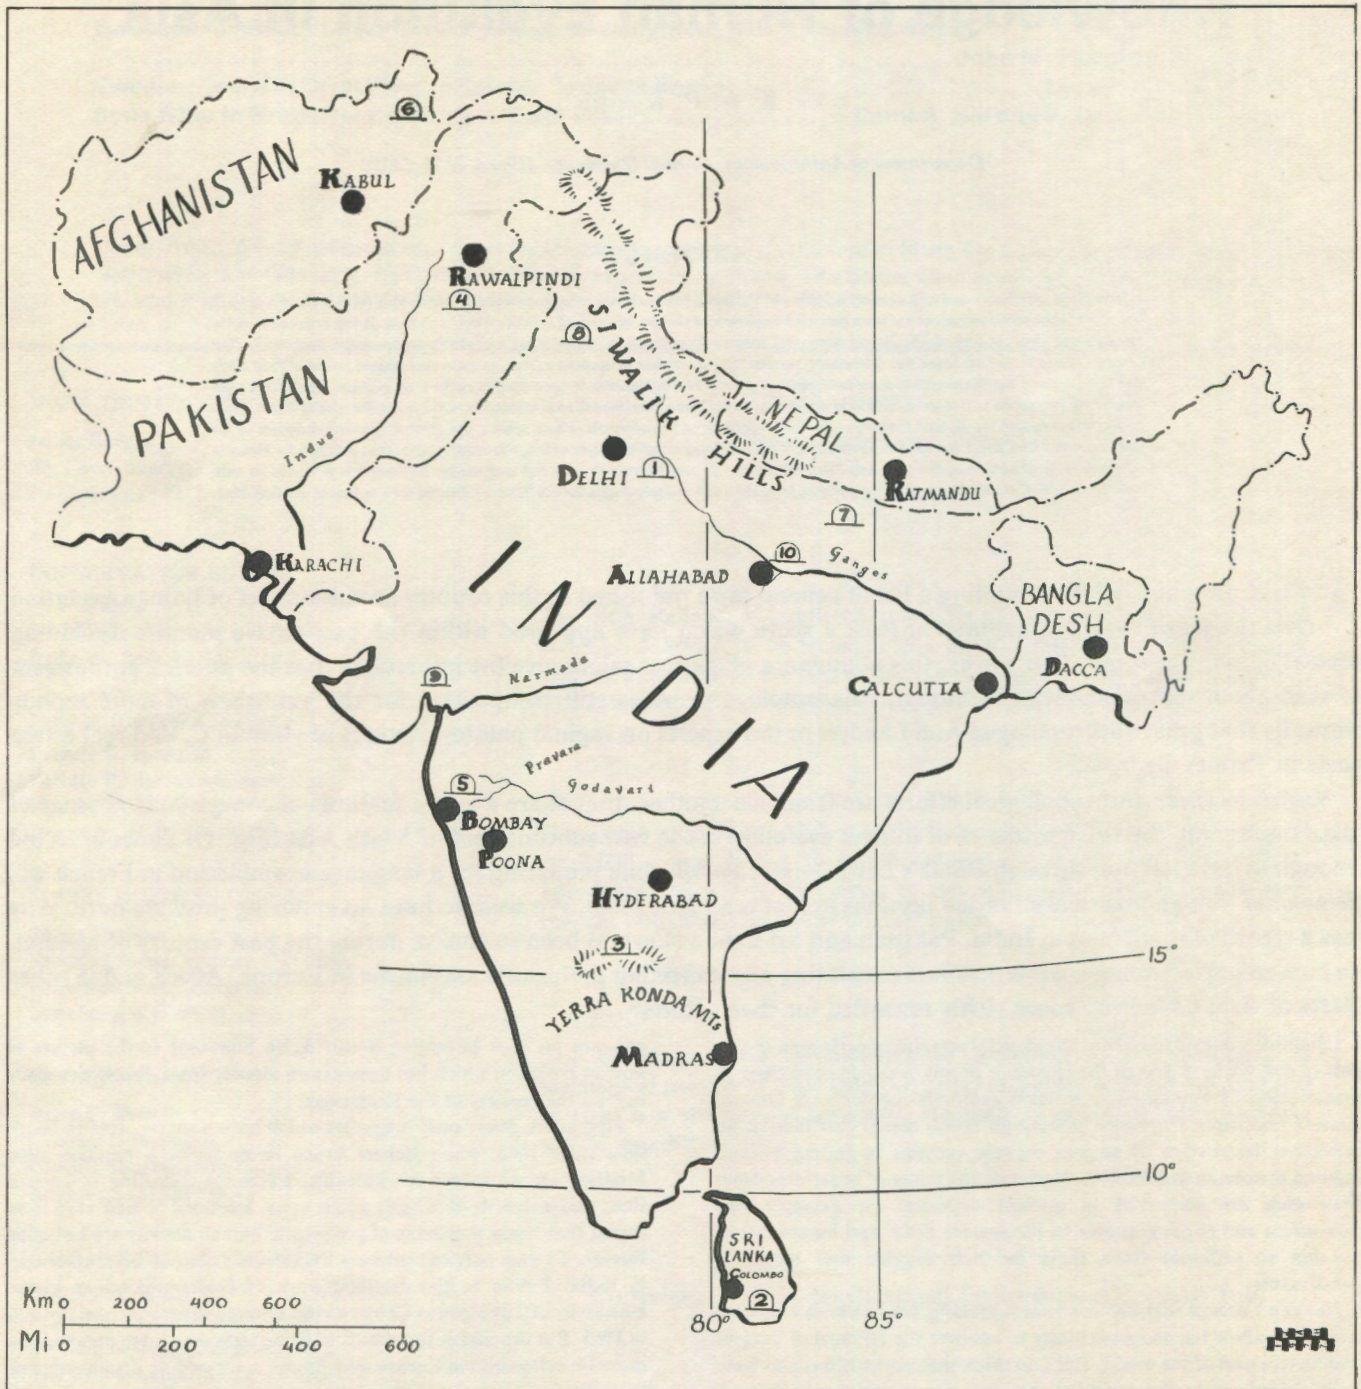 6
AFGHANISTAN
KABUL
RAWALPINDI
4
8
SIWALIK
HILLS
PAKISTAN
Indus
NEPAL
DELHI
1
KATMANDU
7
KARACHI
ALLAHABAD
10
Ganges
INDIA
BANGLA
DESH
DACCA
9
Narmada
CALCUTTA
Pravara
5
Godavari
BOMBAY
POONA
HYDERABAD
3
15°
YERRA KONDA MTS
MADRAS
10°
SRI
LANKA
COLOMBO
2
80°
85°
Km 0 200 400 600
Mi 0 200 400 600